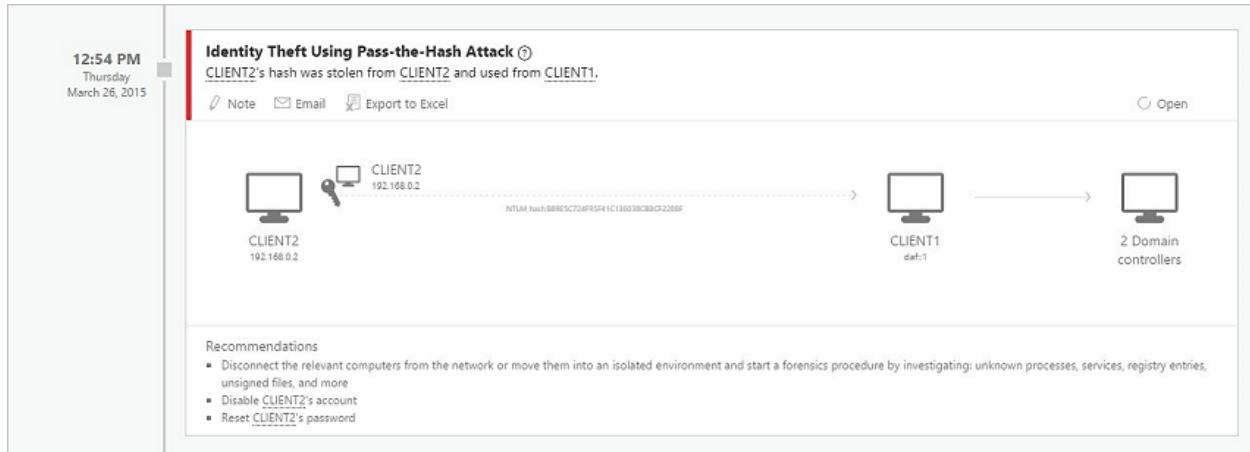 12:54 PM
Thursday
March 26, 2015
Identity Theft Using Pass-the-Hash Attack ?
CLIENT2's hash was stolen from CLIENT2 and used from CLIENT1.
Note Email Export to Excel Open
CLIENT2
192.168.0.2
NTLM hash
CLIENT2
192.168.0.2
CLIENT1
daf::1
2 Domain
controllers
Recommendations
Disconnect the relevant computers from the network or move them into an isolated environment and start a forensics procedure by investigating: unknown processes, services, registry entries,
unsigned files, and more
Disable CLIENT2's account
Reset CLIENT2's password